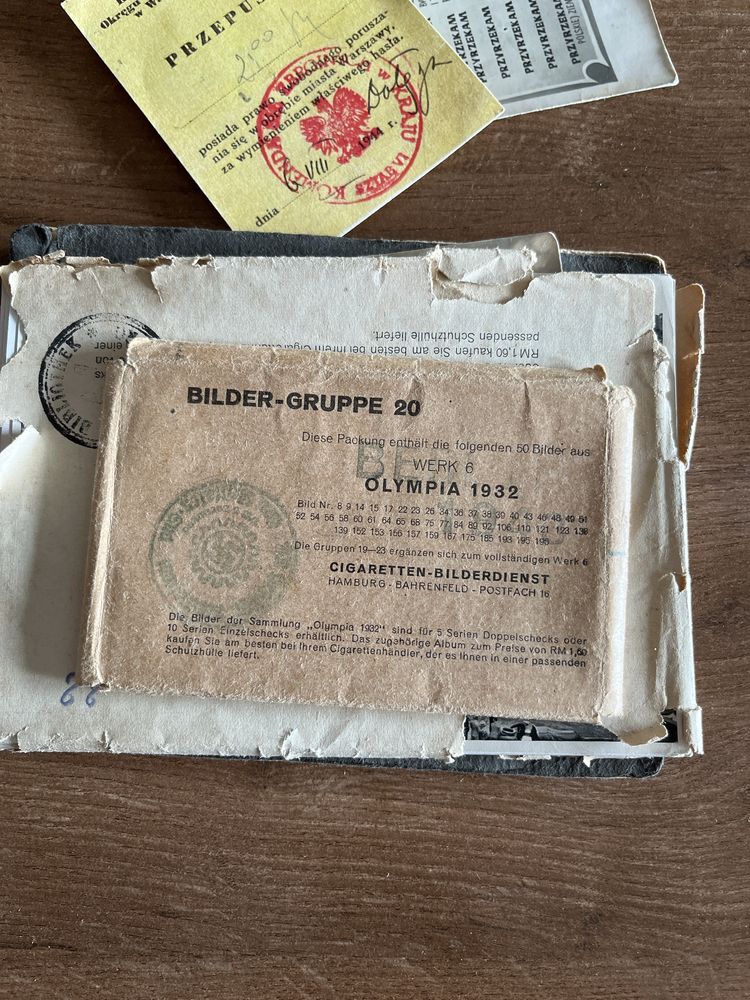 Okręgu
w W
PRZEPUS
200
i
posiada prawo swobodnego porusza-
nia się w obrębie miasta Warszawy,
za wymienieniem właściwego hasła.
dnia
VIII
1944 r.
W KRAJU
PRZYRZEKAM
PRZYRZEKAM
PRZYRZEKAM
PRZYRZEKAM
PRZYRZEKAM
POLSKIEJ
passenden Schutzhülle liefert.
RM 1,60 kaufen Sie am besten bei Ihrem
einer
BILDER-GRUPPE 20
Diese Packung enthält die folgenden 50 Bilder aus
WERK 6
OLYMPIA 1932
Bild Nr. 8 9 14 15 17 22 23 26 34 36 37 38 39 40 43 46 48 49 51
52 54 56 58 60 61 64 65 68 75 77 84 89 92 106 110 121 123 138
139 152 153 156 157 159 167 175 185 193 195
Die Gruppen 19—23 ergänzen sich zum vollständigen Werk 6
CIGARETTEN-BILDERDIENST
HAMBURG - BAHRENFELD - POSTFACH 16
Die Bilder der Sammlung „Olympia 1932" sind für 5 Serien Doppelschecks oder
10 Serien Einzelschecks erhältlich. Das zugehörige Album zum Preise von RM 1,60
kaufen Sie am besten bei Ihrem Cigarettenhändler, der es Ihnen in einer passenden
Schutzhülle liefert.